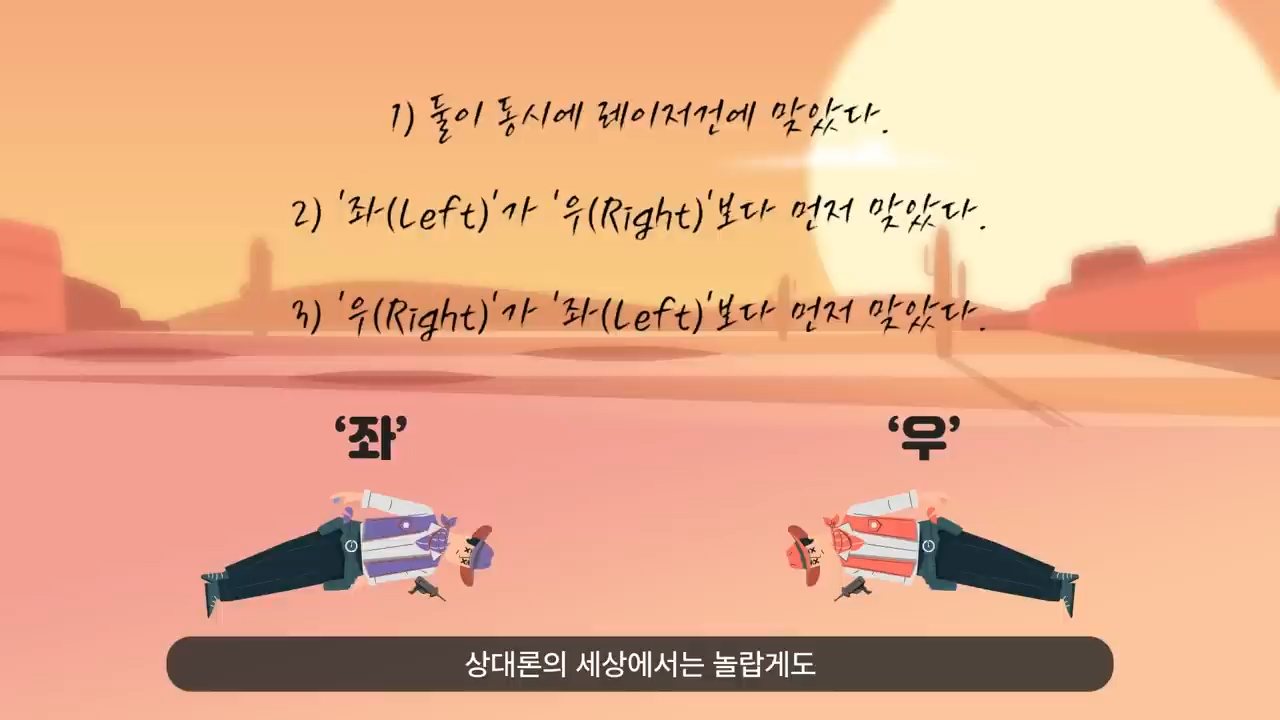 1) 둘이 동시에 레이저건에 맞았다.
2) '좌(Left)'가 '우(Right)'보다 먼저 맞았다.
3) '우(Right)'가 '좌(Left)'보다 먼저 맞았다.
‘좌’ ‘우’
상대론의 세상에서는 놀랍게도